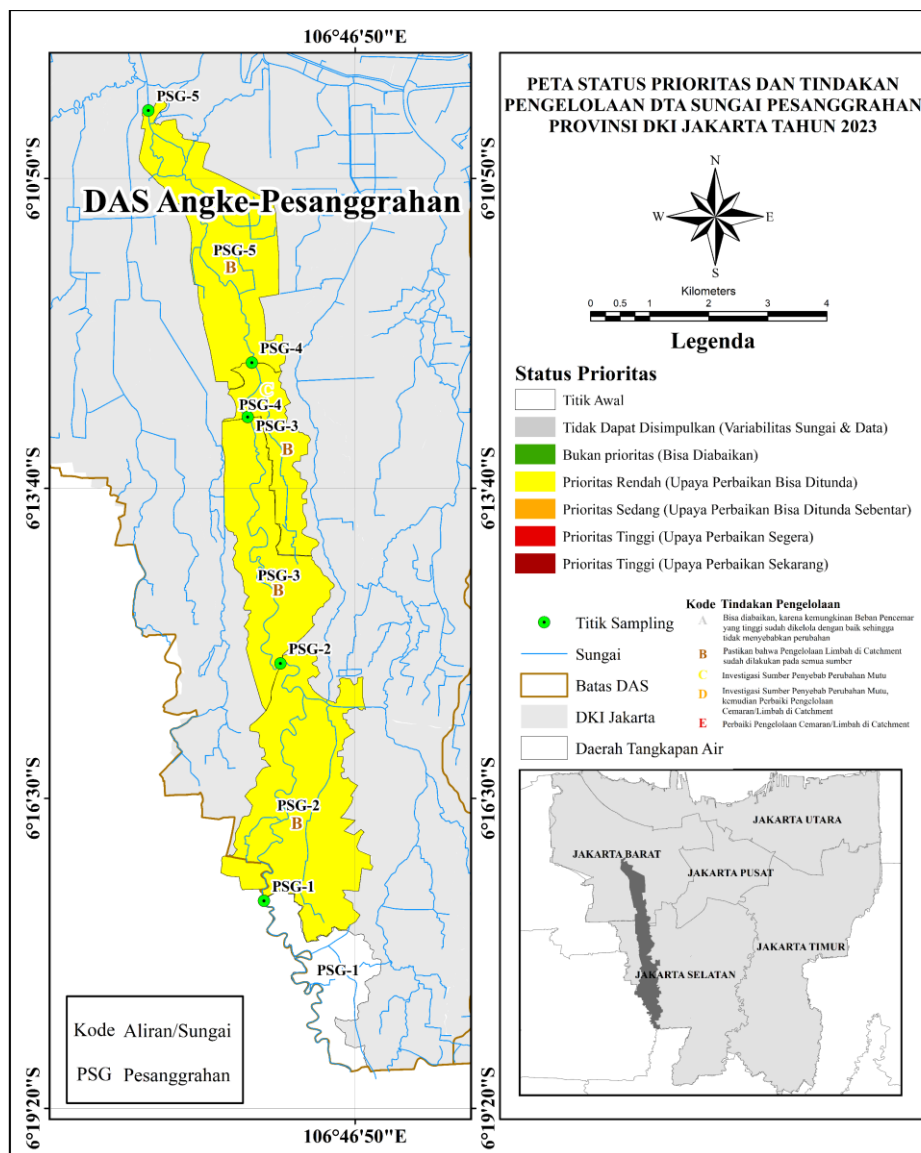 106°46'50"E
PSG-5
6°10'50"S
6°10'50"S
DAS Angke-Pesanggrahan
PSG-5
B
PSG-4
C
PSG-4
PSG-3
B
6°13'40"S
6°13'40"S
PSG-3
B
PSG-2
6°16'30"S
6°16'30"S
PSG-2
B
PSG-1
PSG-1
Kode Aliran/Sungai
PSG Pesanggrahan
6°19'20"S
6°19'20"S
106°46'50"E
PETA STATUS PRIORITAS DAN TINDAKAN
PENGELOLAAN DTA SUNGAI PESANGGRAHAN
PROVINSI DKI JAKARTA TAHUN 2023
N
W E
S
Kilometers
0 0.5 1 2 3 4
Legenda
Status Prioritas
Titik Awal
Tidak Dapat Disimpulkan (Variabilitas Sungai & Data)
Bukan prioritas (Bisa Diabaikan)
Prioritas Rendah (Upaya Perbaikan Bisa Ditunda)
Prioritas Sedang (Upaya Perbaikan Bisa Ditunda Sebentar)
Prioritas Tinggi (Upaya Perbaikan Segera)
Prioritas Tinggi (Upaya Perbaikan Sekarang)
Titik Sampling
Sungai
Batas DAS
DKI Jakarta
Daerah Tangkapan Air
Kode Tindakan Pengelolaan
A Bisa diabaikan, karena kemungkinan Beban Pencemar
yang tinggi sudah dikelola dengan baik sehingga
tidak menyebabkan perubahan
B Pastikan bahwa Pengelolaan Limbah di Catchment
sudah dilakukan pada semua sumber
C Investigasi Sumber Penyebab Perubahan Mutu
D Investigasi Sumber Penyebab Perubahan Mutu,
kemudian Perbaiki Pengelolaan
Cemaran/Limbah di Catchment
E Perbaiki Pengelolaan Cemaran/Limbah di Catchment
JAKARTA UTARA
JAKARTA BARAT
JAKARTA PUSAT
JAKARTA TIMUR
JAKARTA SELATAN